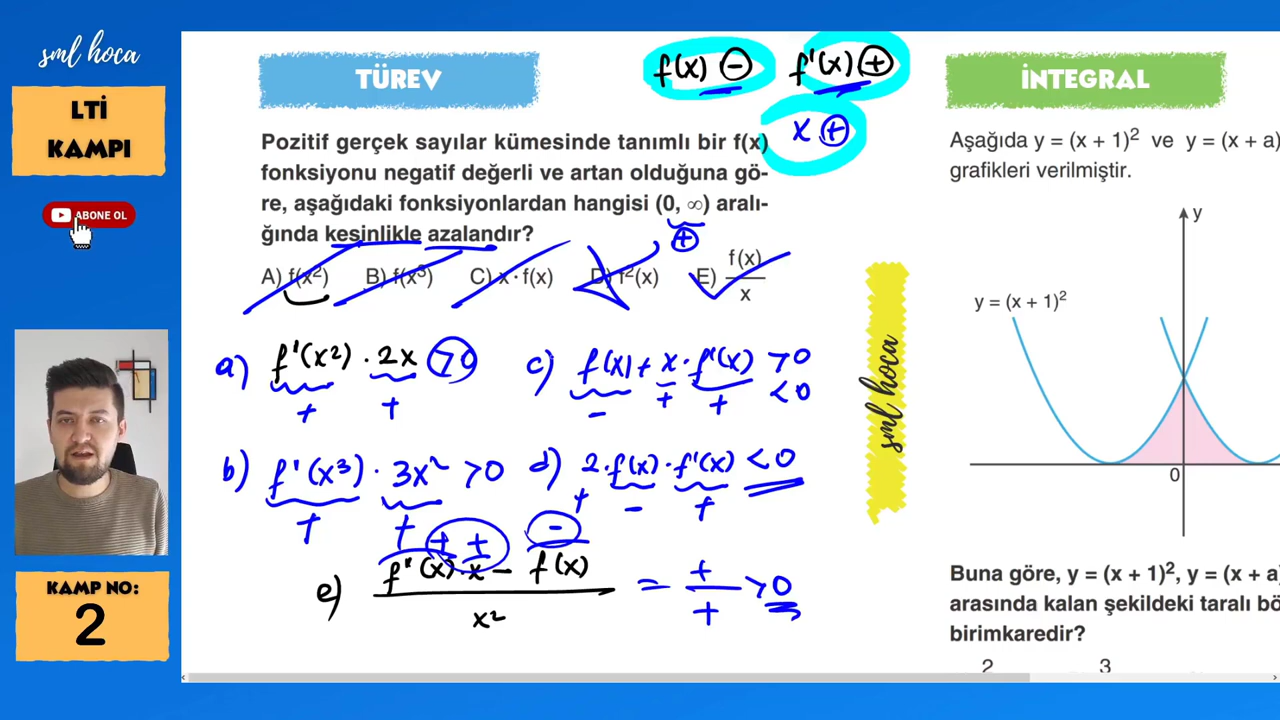 sml hoca
LTİ
KAMPI
ABONE OL
KAMP NO:
2
TÜREV
f(x) ⊖ f'(x) ⊕
x ⊕
Pozitif gerçek sayılar kümesinde tanımlı bir f(x)
fonksiyonu negatif değerli ve artan olduğuna gö-
re, aşağıdaki fonksiyonlardan hangisi (0, ∞) aralı-
ğında kesinlikle azalandır?
⊕
A) f(x²) B) f(x³) C) x · f(x) D) f²(x) E) f(x)/x
a) f'(x²) · 2x >0
+ +
c) f(x) + x · f'(x) >0
<0
- + +
b) f'(x³) · 3x² >0
+ +
d) 2 · f(x) · f'(x) <0
+ - +
+ + -
e) f'(x) · x - f(x) / x² = + / + >0
sml hoca
İNTEGRAL
Aşağıda y = (x + 1)² ve y = (x + a)
grafikleri verilmiştir.
y
y = (x + 1)²
0
Buna göre, y = (x + 1)², y = (x + a)
arasında kalan şekildeki taralı bö
birimkaredir?
2 3